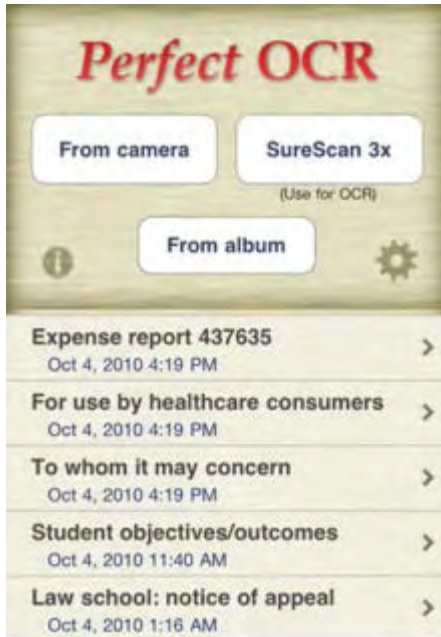 Perfect OCR
From camera
SureScan 3x
(Use for OCR)
From album
Expense report 437635
Oct 4, 2010 4:19 PM
For use by healthcare consumers
Oct 4, 2010 4:19 PM
To whom it may concern
Oct 4, 2010 4:19 PM
Student objectives/outcomes
Oct 4, 2010 11:40 AM
Law school: notice of appeal
Oct 4, 2010 1:16 AM